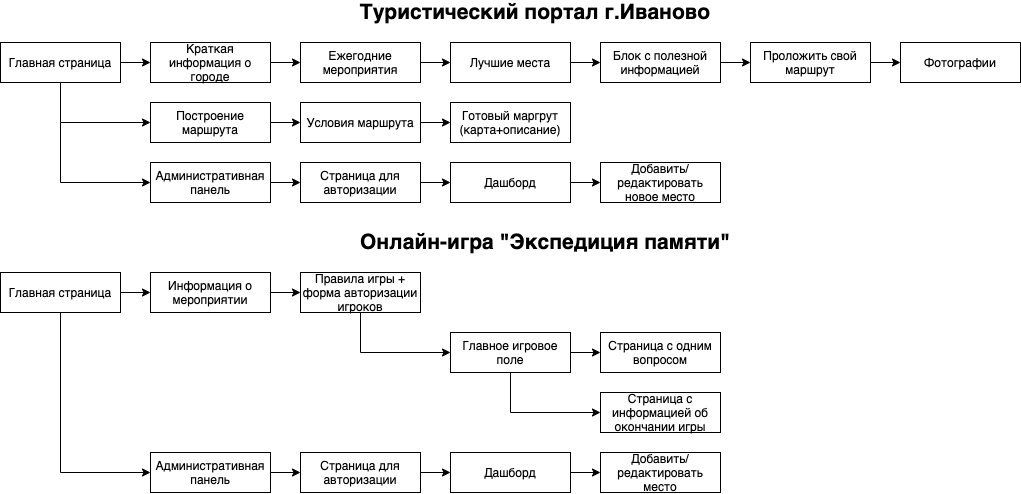 Туристический портал г.Иваново
Главная страница
Краткая
информация о
городе
Ежегодние
мероприятия
Лучшие места
Блок с полезной
информацией
Проложить свой
маршрут
Фотографии
Построение
маршрута
Условия маршрута
Готовый маргрут
(карта+описание)
Административная
панель
Страница для
авторизации
Дашборд
Добавить/
редактировать
новое место
Онлайн-игра "Экспедиция памяти"
Главная страница
Информация о
мероприятии
Правила игры +
форма авторизации
игроков
Главное игровое
поле
Страница с одним
вопросом
Страница с
информацией об
окончании игры
Административная
панель
Страница для
авторизации
Дашборд
Добавить/
редактировать
место